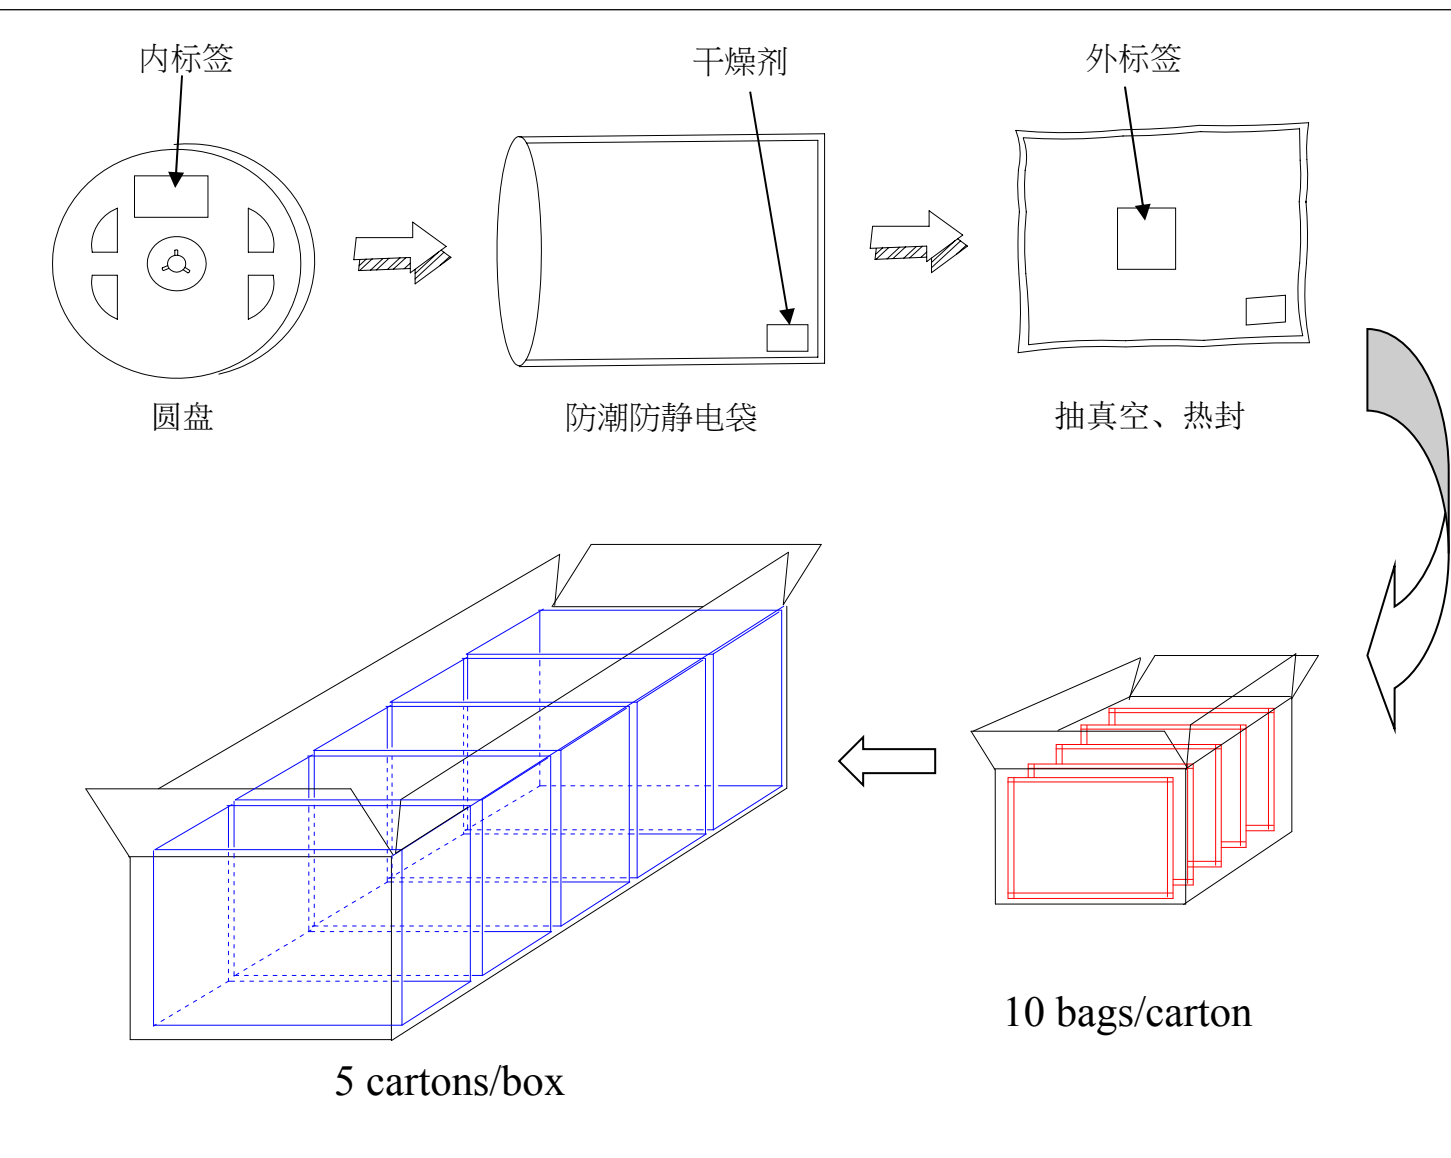 内标签
干燥剂
外标签
圆盘
防潮防静电袋
抽真空、热封
10 bags/carton
5 cartons/box